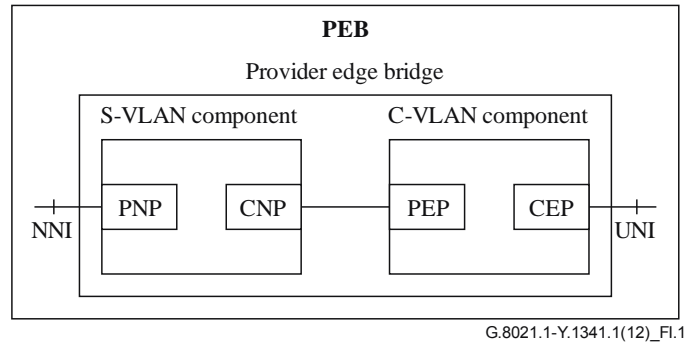 PEB
Provider edge bridge
S-VLAN component
C-VLAN component
PNP
CNP
PEP
CEP
NNI
UNI
G.8021.1-Y.1341.1(12)_FI.1